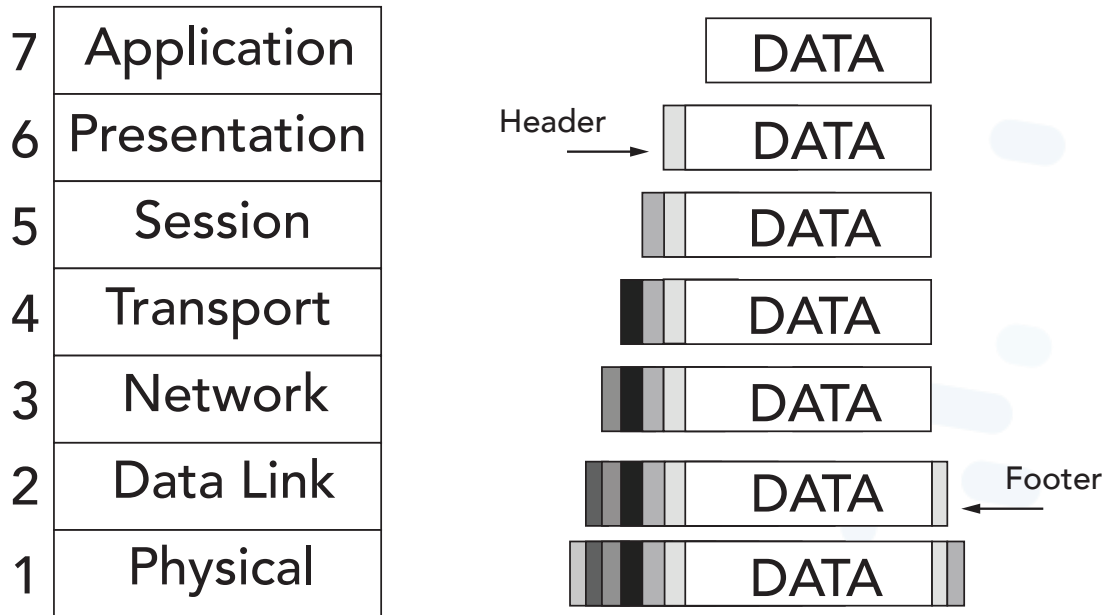 7 Application DATA
6 Presentation Header DATA
5 Session DATA
4 Transport DATA
3 Network DATA
2 Data Link DATA Footer
1 Physical DATA